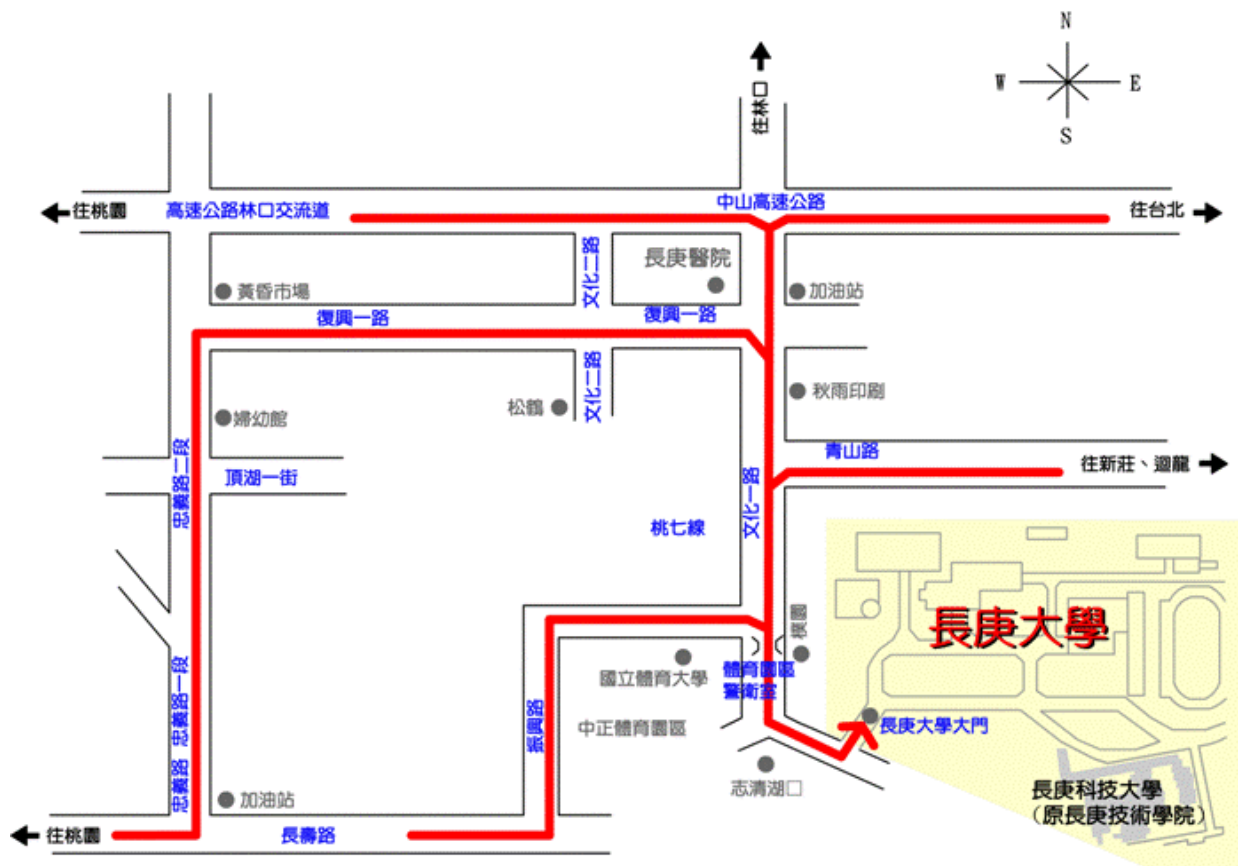 N
W E
S
往林口
往桃園
高速公路林口交流道
中山高速公路
往台北
文化二路
長庚醫院
黃昏市場
加油站
復興一路
復興一路
文化二路
秋雨印刷
松鶴
婦幼館
青山路
往新莊、迴龍
忠義路二段
頂湖一街
文化一路
桃七線
長庚大學
樸園
國立體育大學
體育園區
警衛室
忠義路一段
振興路
中正體育園區
長庚大學大門
忠義路
志清湖口
加油站
長庚科技大學
（原長庚技術學院）
往桃園
長壽路